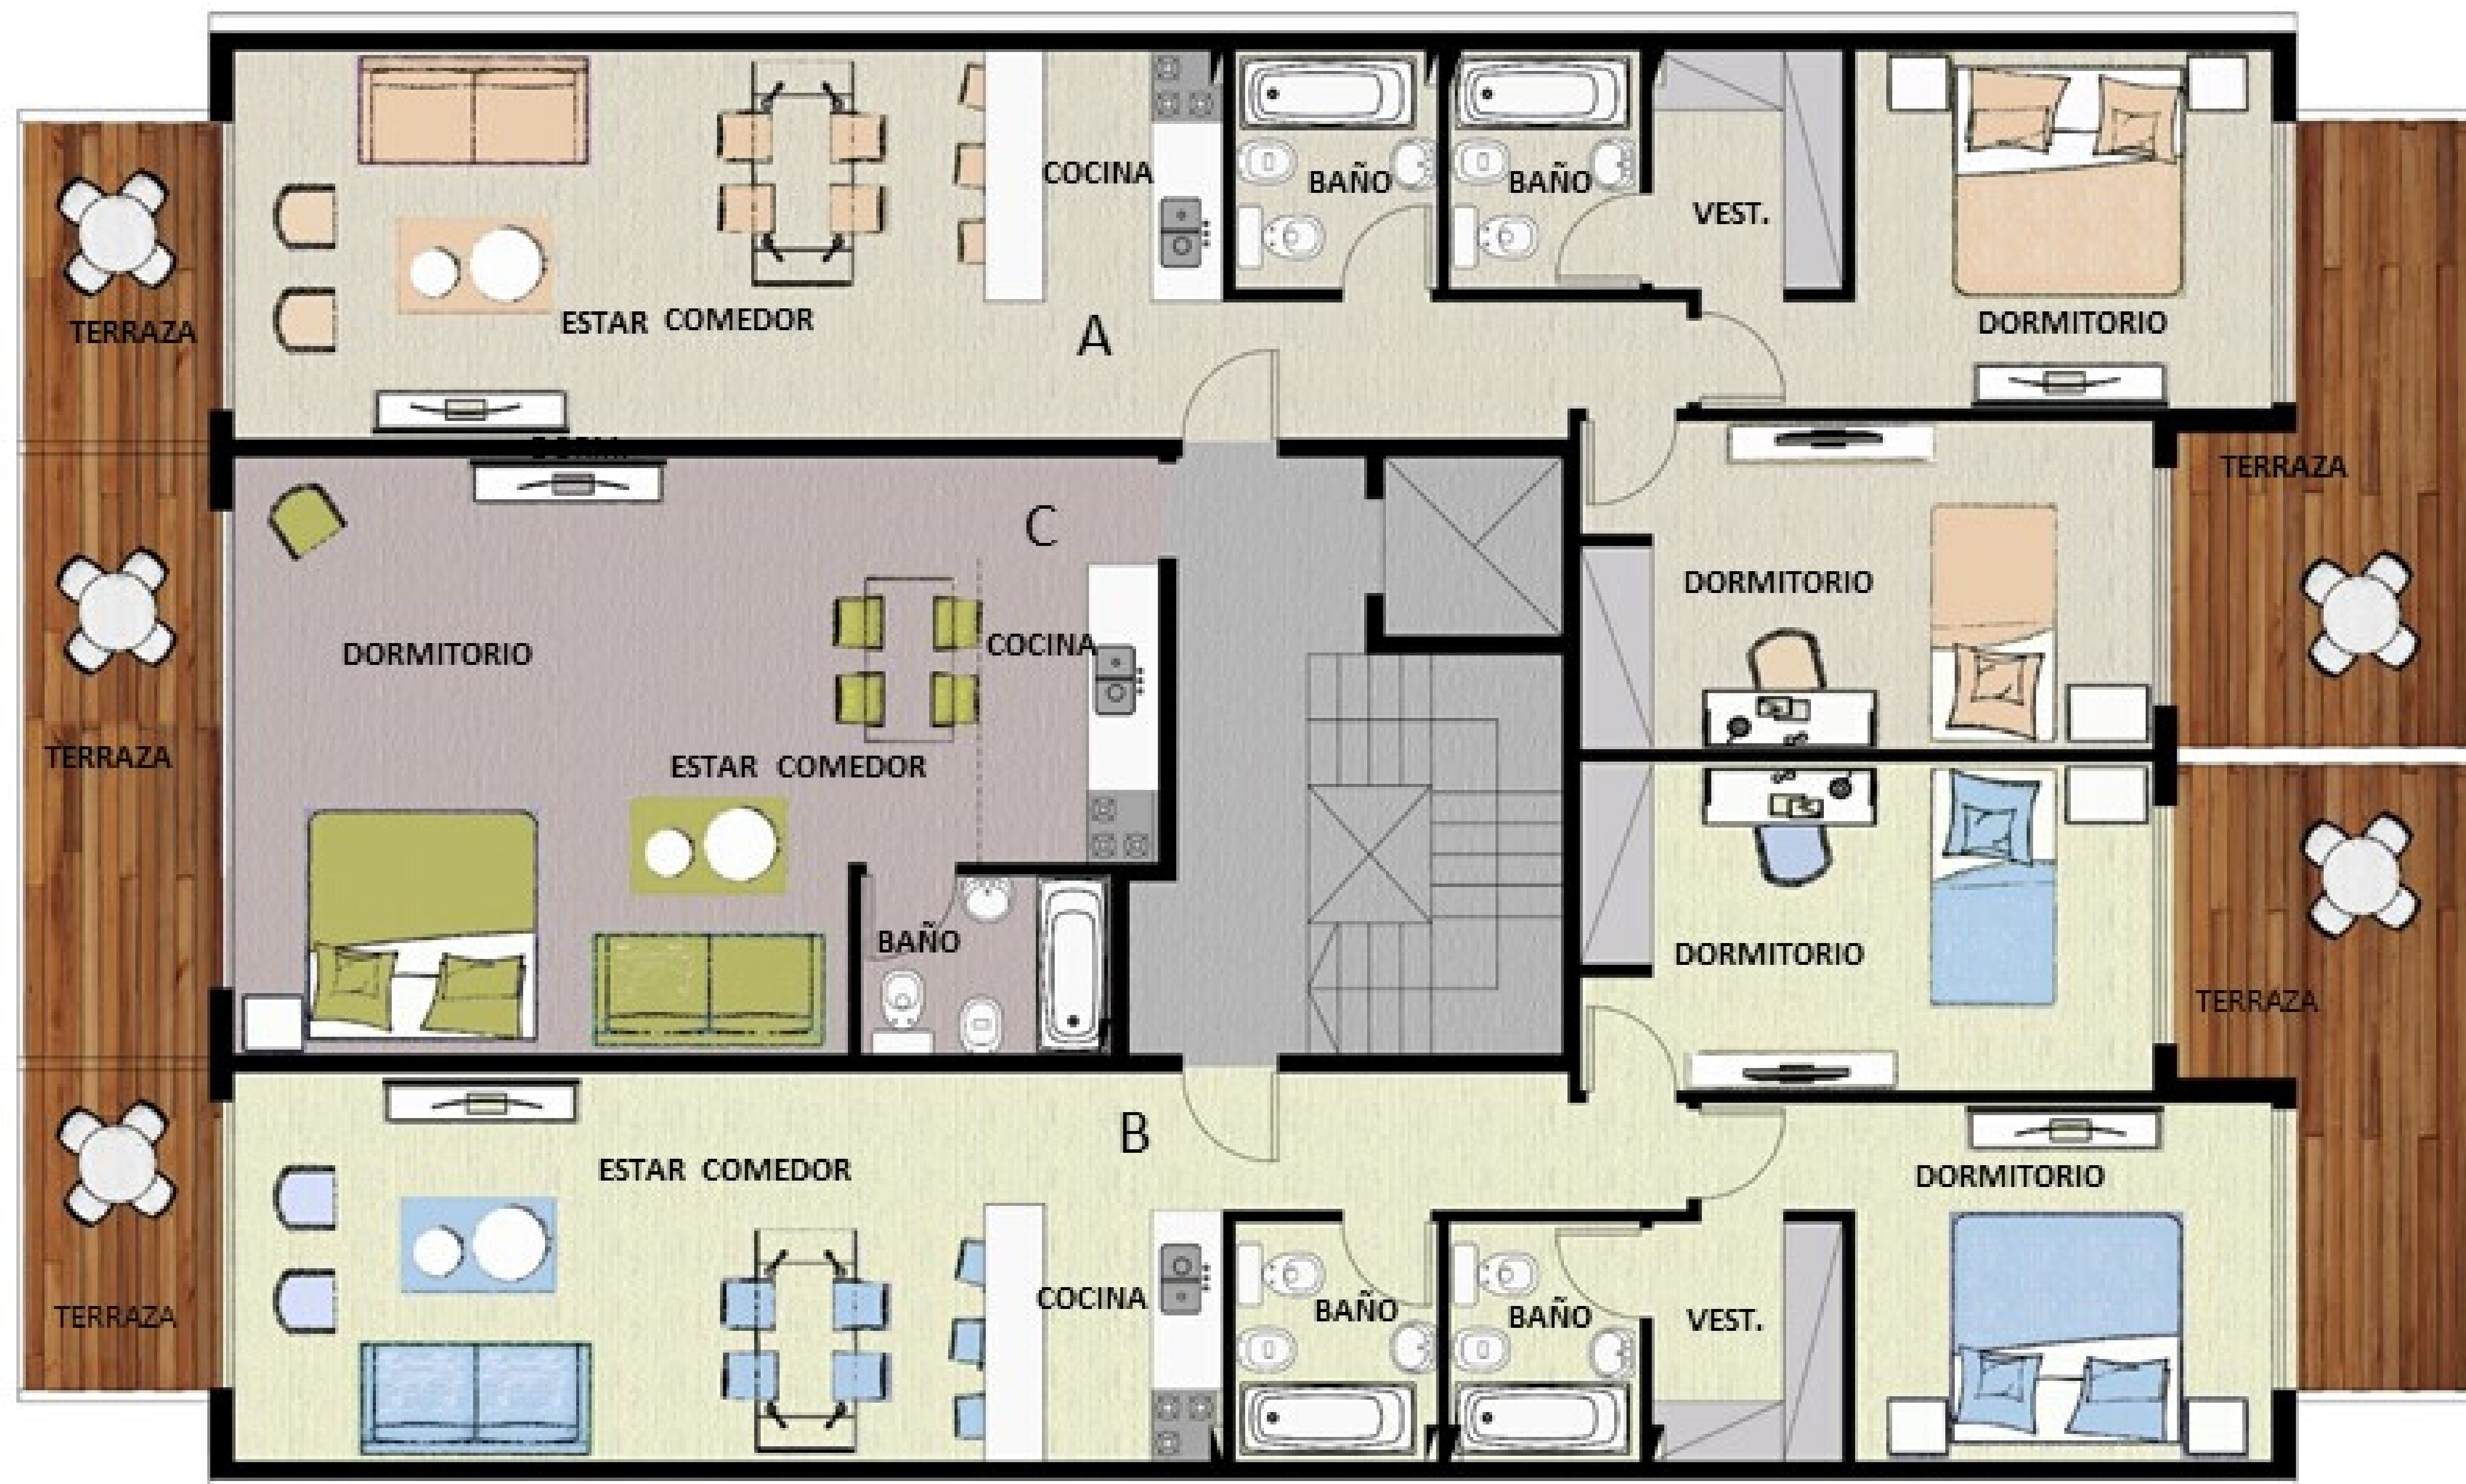 COCINA
BAÑO
BAÑO
VEST.
TERRAZA
ESTAR COMEDOR
A
DORMITORIO
TERRAZA
C
DORMITORIO
DORMITORIO
COCINA
TERRAZA
ESTAR COMEDOR
BAÑO
DORMITORIO
TERRAZA
B
ESTAR COMEDOR
DORMITORIO
TERRAZA
COCINA
BAÑO
BAÑO
VEST.